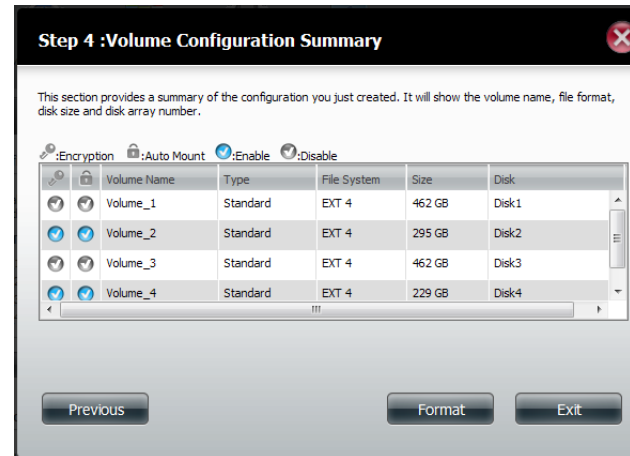 Step 4 :Volume Configuration Summary
This section provides a summary of the configuration you just created. It will show the volume name, file format,
disk size and disk array number.
:Encryption :Auto Mount :Enable :Disable
Volume Name Type File System Size Disk
Volume_1 Standard EXT 4 462 GB Disk1
Volume_2 Standard EXT 4 295 GB Disk2
Volume_3 Standard EXT 4 462 GB Disk3
Volume_4 Standard EXT 4 229 GB Disk4
Previous Format Exit